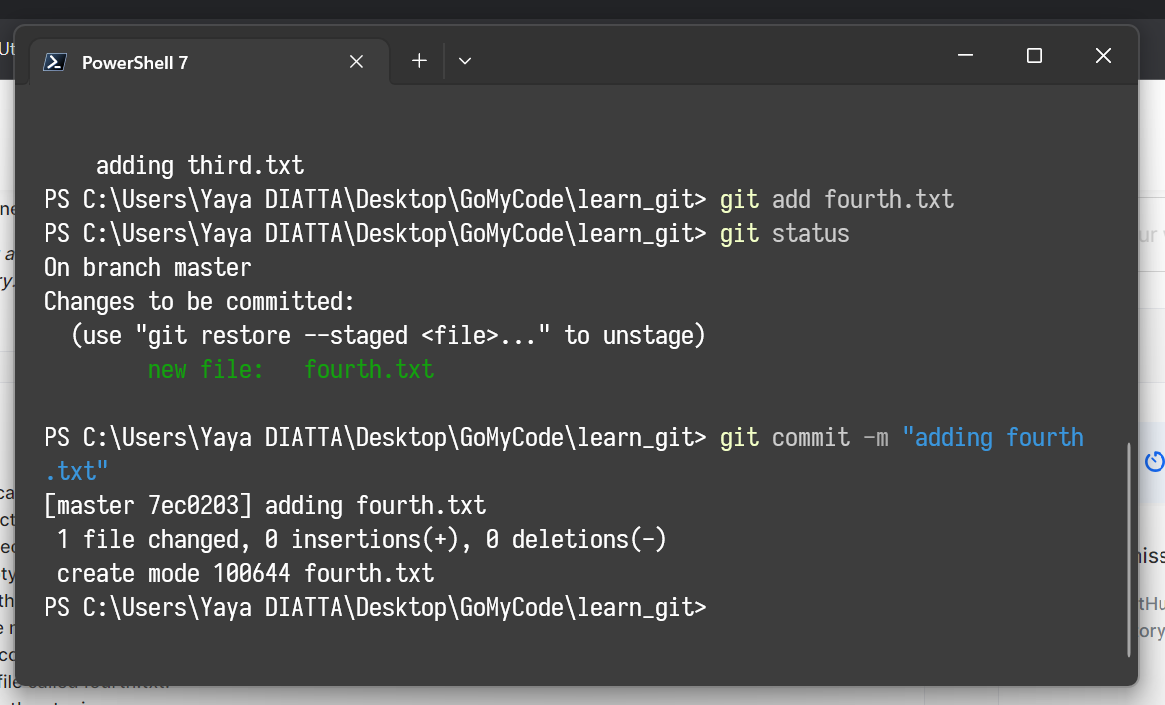 PowerShell 7
adding third.txt
PS C:\Users\Yaya DIATTA\Desktop\GoMyCode\learn_git> git add fourth.txt
PS C:\Users\Yaya DIATTA\Desktop\GoMyCode\learn_git> git status
On branch master
Changes to be committed:
(use "git restore --staged <file>..." to unstage)
new file: fourth.txt
PS C:\Users\Yaya DIATTA\Desktop\GoMyCode\learn_git> git commit -m "adding fourth
.txt"
[master 7ec0203] adding fourth.txt
1 file changed, 0 insertions(+), 0 deletions(-)
create mode 100644 fourth.txt
PS C:\Users\Yaya DIATTA\Desktop\GoMyCode\learn_git>